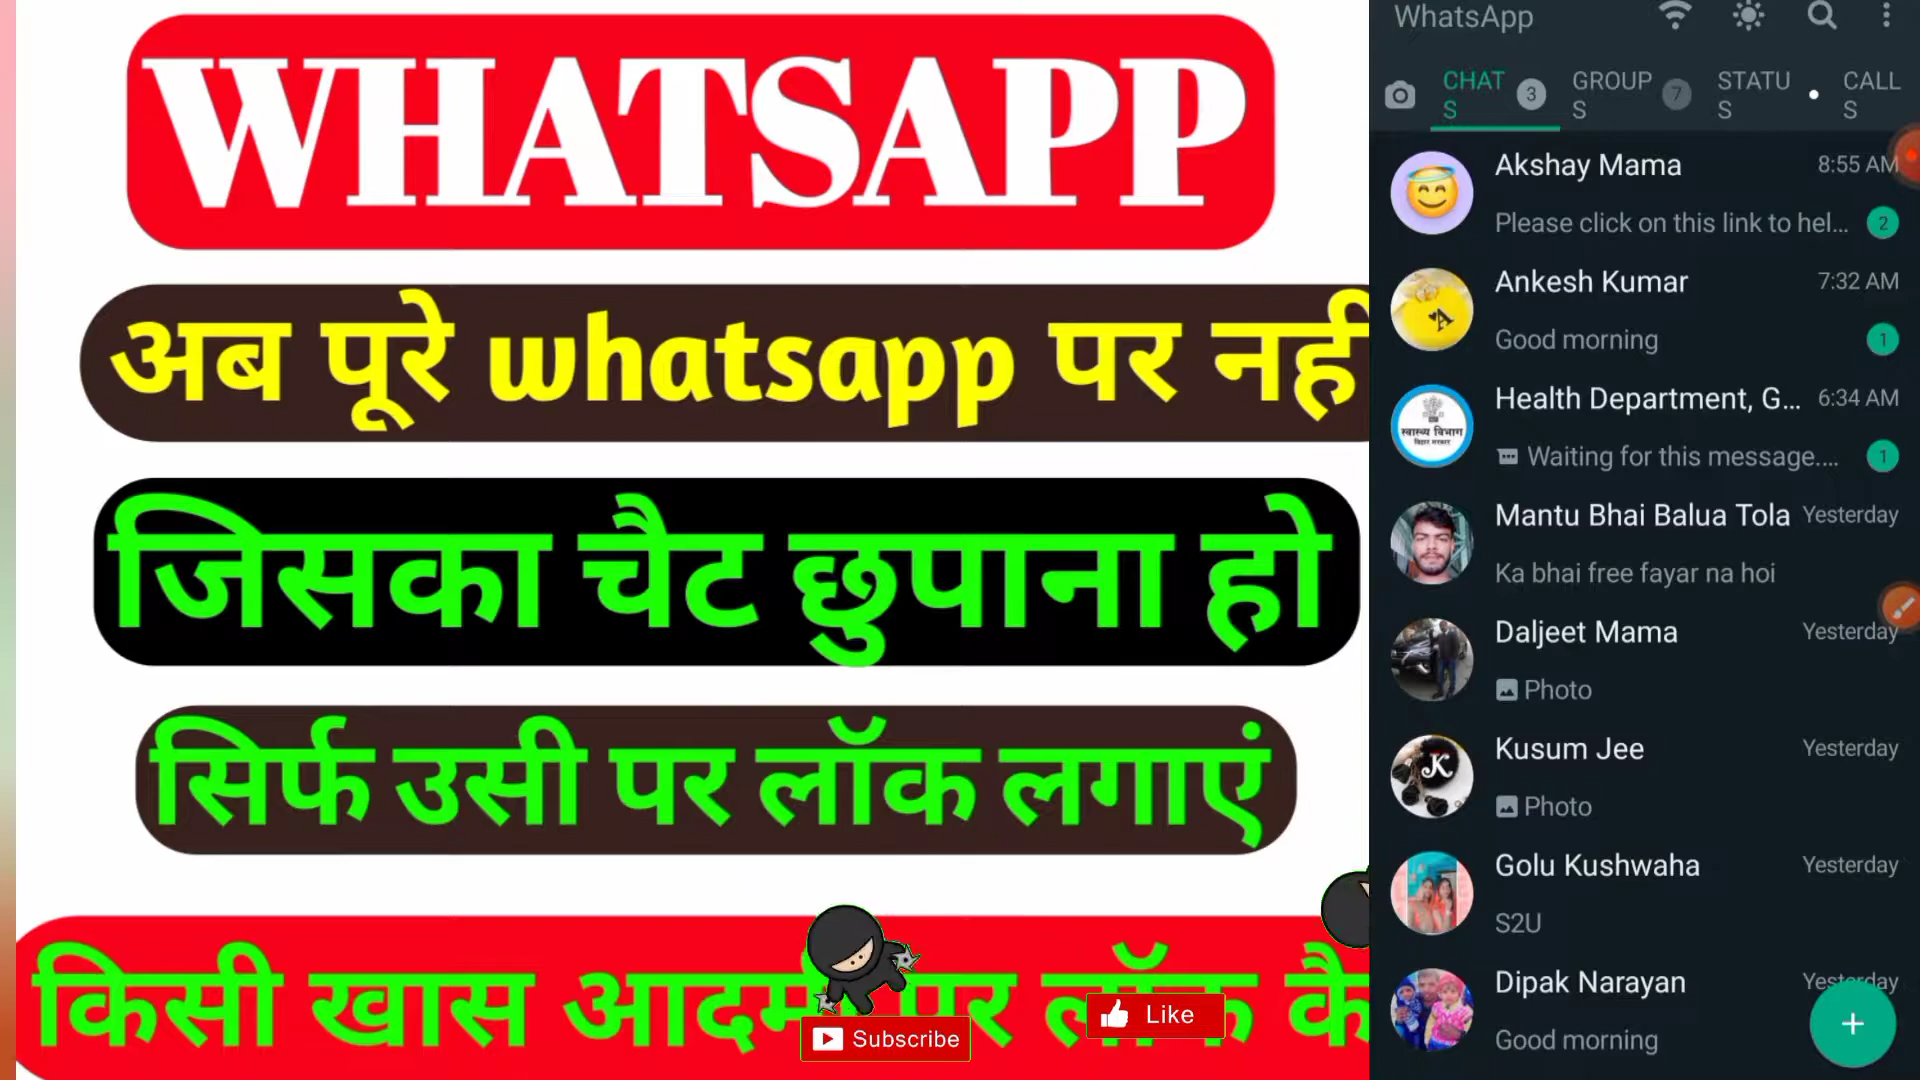 WHATSAPP
अब पूरे whatsapp पर नही
जिसका चैट छुपाना हो
सिर्फ उसी पर लॉक लगाएं
किसी खास आदमी पर लॉक कै
Subscribe
Like
WhatsApp
CHATS 3
GROUPS 7
STATUS
CALLS
Akshay Mama 8:55 AM
Please click on this link to hel... 2
Ankesh Kumar 7:32 AM
Good morning 1
A
Health Department, G... 6:34 AM
Waiting for this message.... 1
स्वास्थ्य विभाग
बिहार सरकार
Mantu Bhai Balua Tola Yesterday
Ka bhai free fayar na hoi
Daljeet Mama Yesterday
Photo
Kusum Jee Yesterday
Photo
K
Golu Kushwaha Yesterday
S2U
Dipak Narayan Yesterday
Good morning